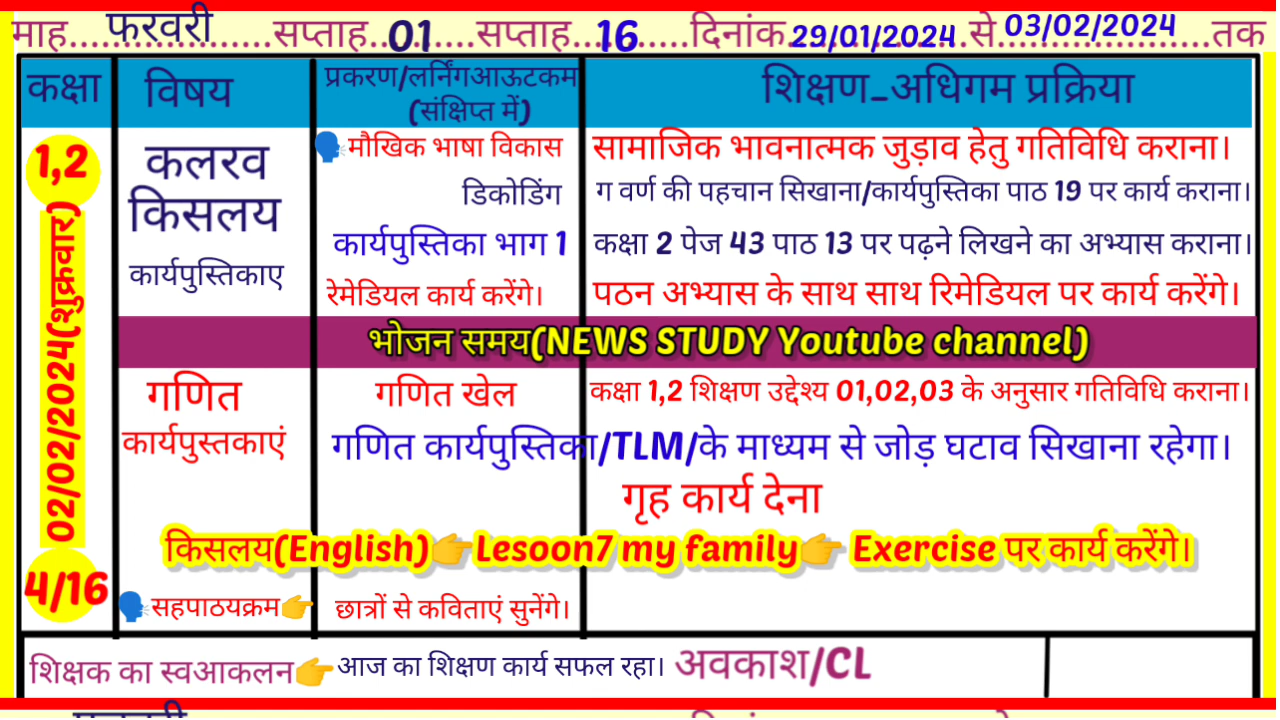 माह....फरवरी..................सप्ताह..01.......सप्ताह...16.....दिनांक.29/01/2024..से.03/02/2024...तक
कक्षा विषय प्रकरण/लर्निंगआऊटकम (संक्षिप्त में) शिक्षण-अधिगम प्रक्रिया
1,2
02/02/2024(शुक्रवार)
4/16
कलरव
किसलय
कार्यपुस्तिकाए
🗣मौखिक भाषा विकास सामाजिक भावनात्मक जुड़ाव हेतु गतिविधि कराना।
डिकोडिंग ग वर्ण की पहचान सिखाना/कार्यपुस्तिका पाठ 19 पर कार्य कराना।
कार्यपुस्तिका भाग 1 कक्षा 2 पेज 43 पाठ 13 पर पढ़ने लिखने का अभ्यास कराना।
रेमेडियल कार्य करेंगे। पठन अभ्यास के साथ साथ रिमेडियल पर कार्य करेंगे।
भोजन समय(NEWS STUDY Youtube channel)
गणित गणित खेल कक्षा 1,2 शिक्षण उद्देश्य 01,02,03 के अनुसार गतिविधि कराना।
कार्यपुस्तकाएं गणित कार्यपुस्तिका/TLM/के माध्यम से जोड़ घटाव सिखाना रहेगा।
गृह कार्य देना
किसलय(English)👉Lesoon7 my family👉 Exercise पर कार्य करेंगे।
🗣सहपाठयक्रम👉 छात्रों से कविताएं सुनेंगे।
शिक्षक का स्वआकलन👉आज का शिक्षण कार्य सफल रहा। अवकाश/CL